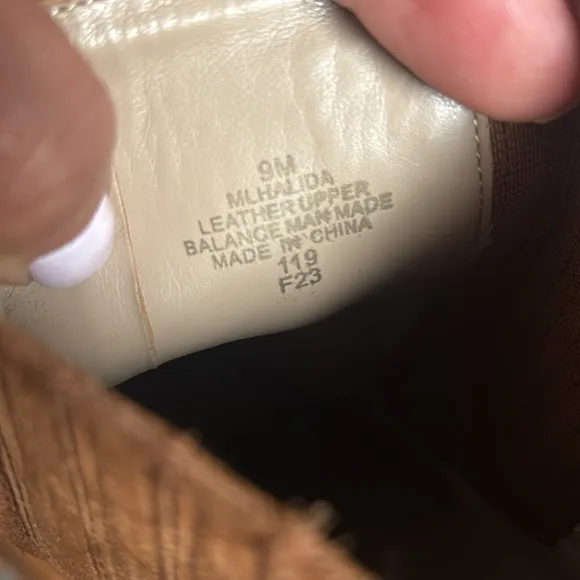 9M
MLHALIDA
LEATHER UPPER
BALANCE MAN MADE
MADE IN CHINA
119
F23